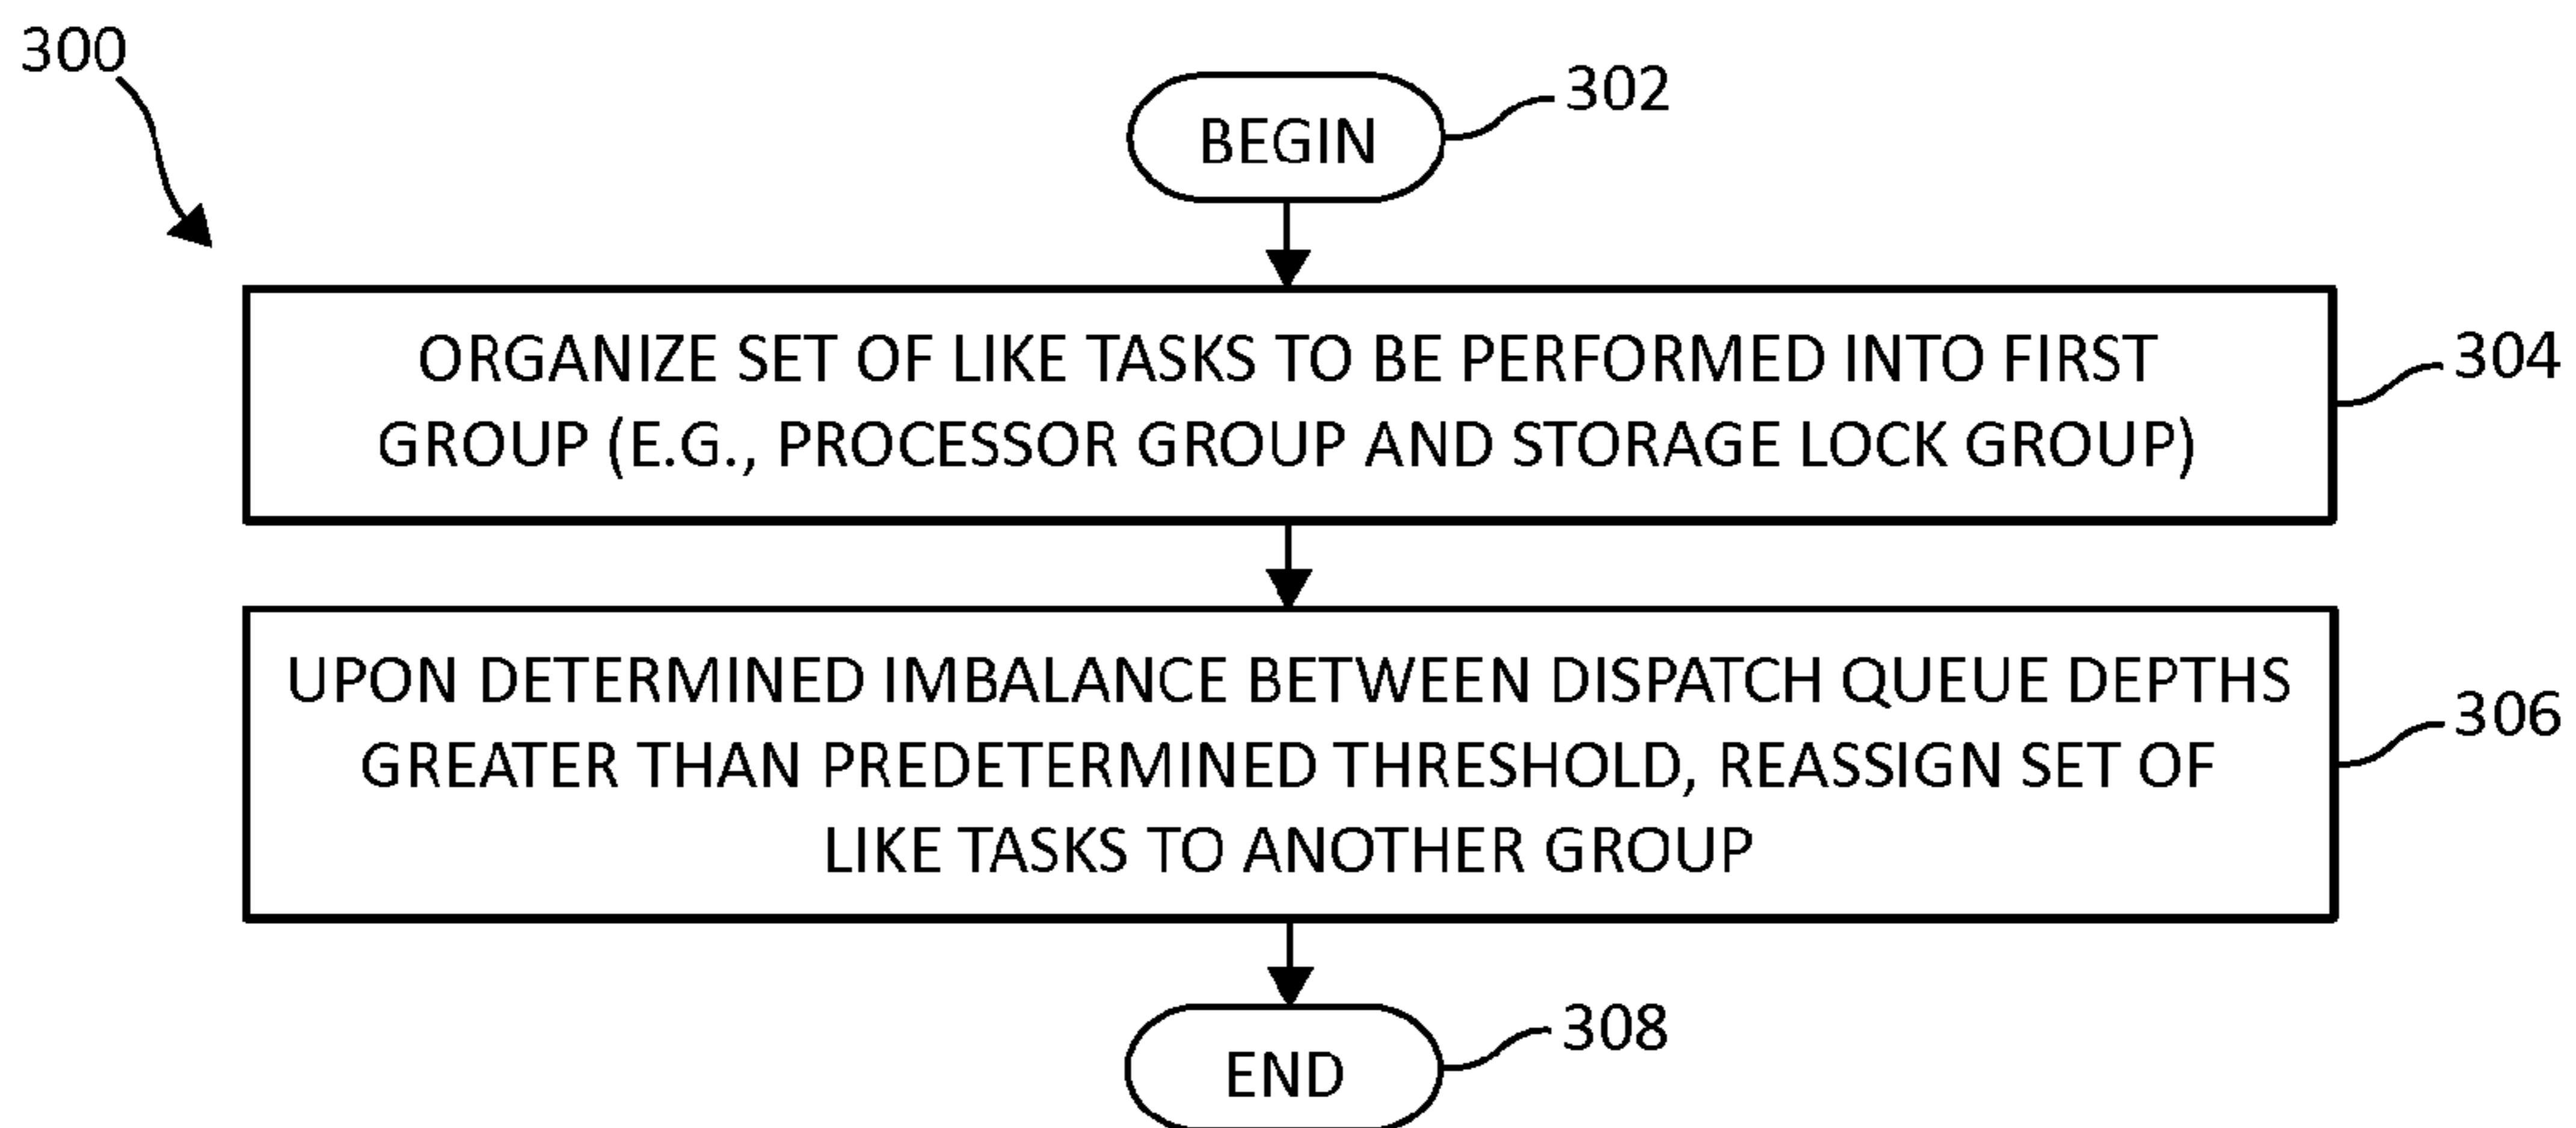 300
BEGIN
302
ORGANIZE SET OF LIKE TASKS TO BE PERFORMED INTO FIRST
GROUP (E.G., PROCESSOR GROUP AND STORAGE LOCK GROUP)
304
UPON DETERMINED IMBALANCE BETWEEN DISPATCH QUEUE DEPTHS
GREATER THAN PREDETERMINED THRESHOLD, REASSIGN SET OF
LIKE TASKS TO ANOTHER GROUP
306
END
308